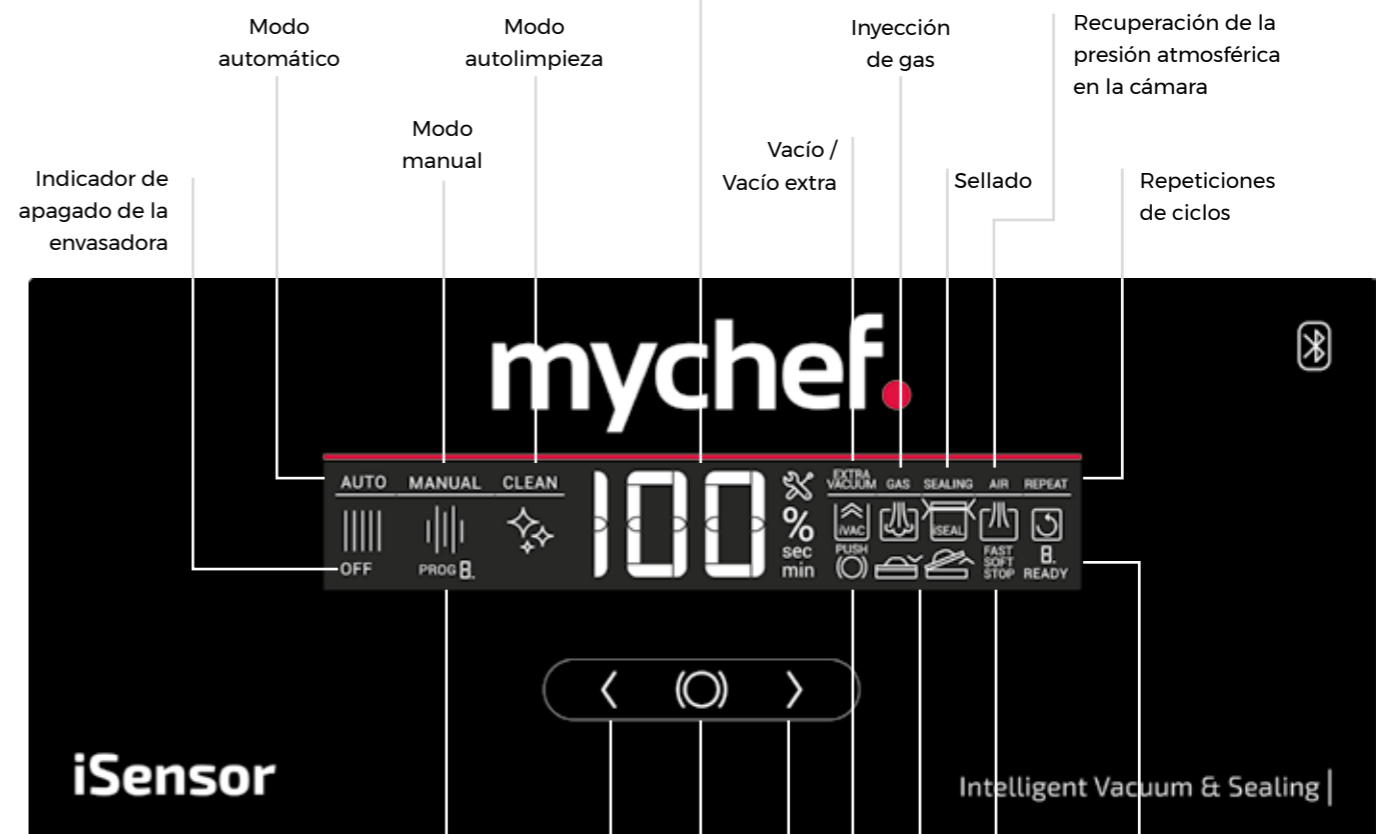 Modo
automático
Modo
autolimpieza
Inyección
de gas
Recuperación de la
presión atmosférica
en la cámara
Modo
manual
Vacío /
Vacío extra
Sellado
Repeticiones
de ciclos
Indicador de
apagado de la
envasadora
mychef.
AUTO MANUAL CLEAN
OFF
PROG 8.
100
%
sec
min
EXTRA
VACUUM
GAS SEALING AIR REPEAT
iVAC
iSEAL
PUSH
FAST
SOFT
STOP
8.
READY
iSensor
Intelligent Vacuum & Sealing